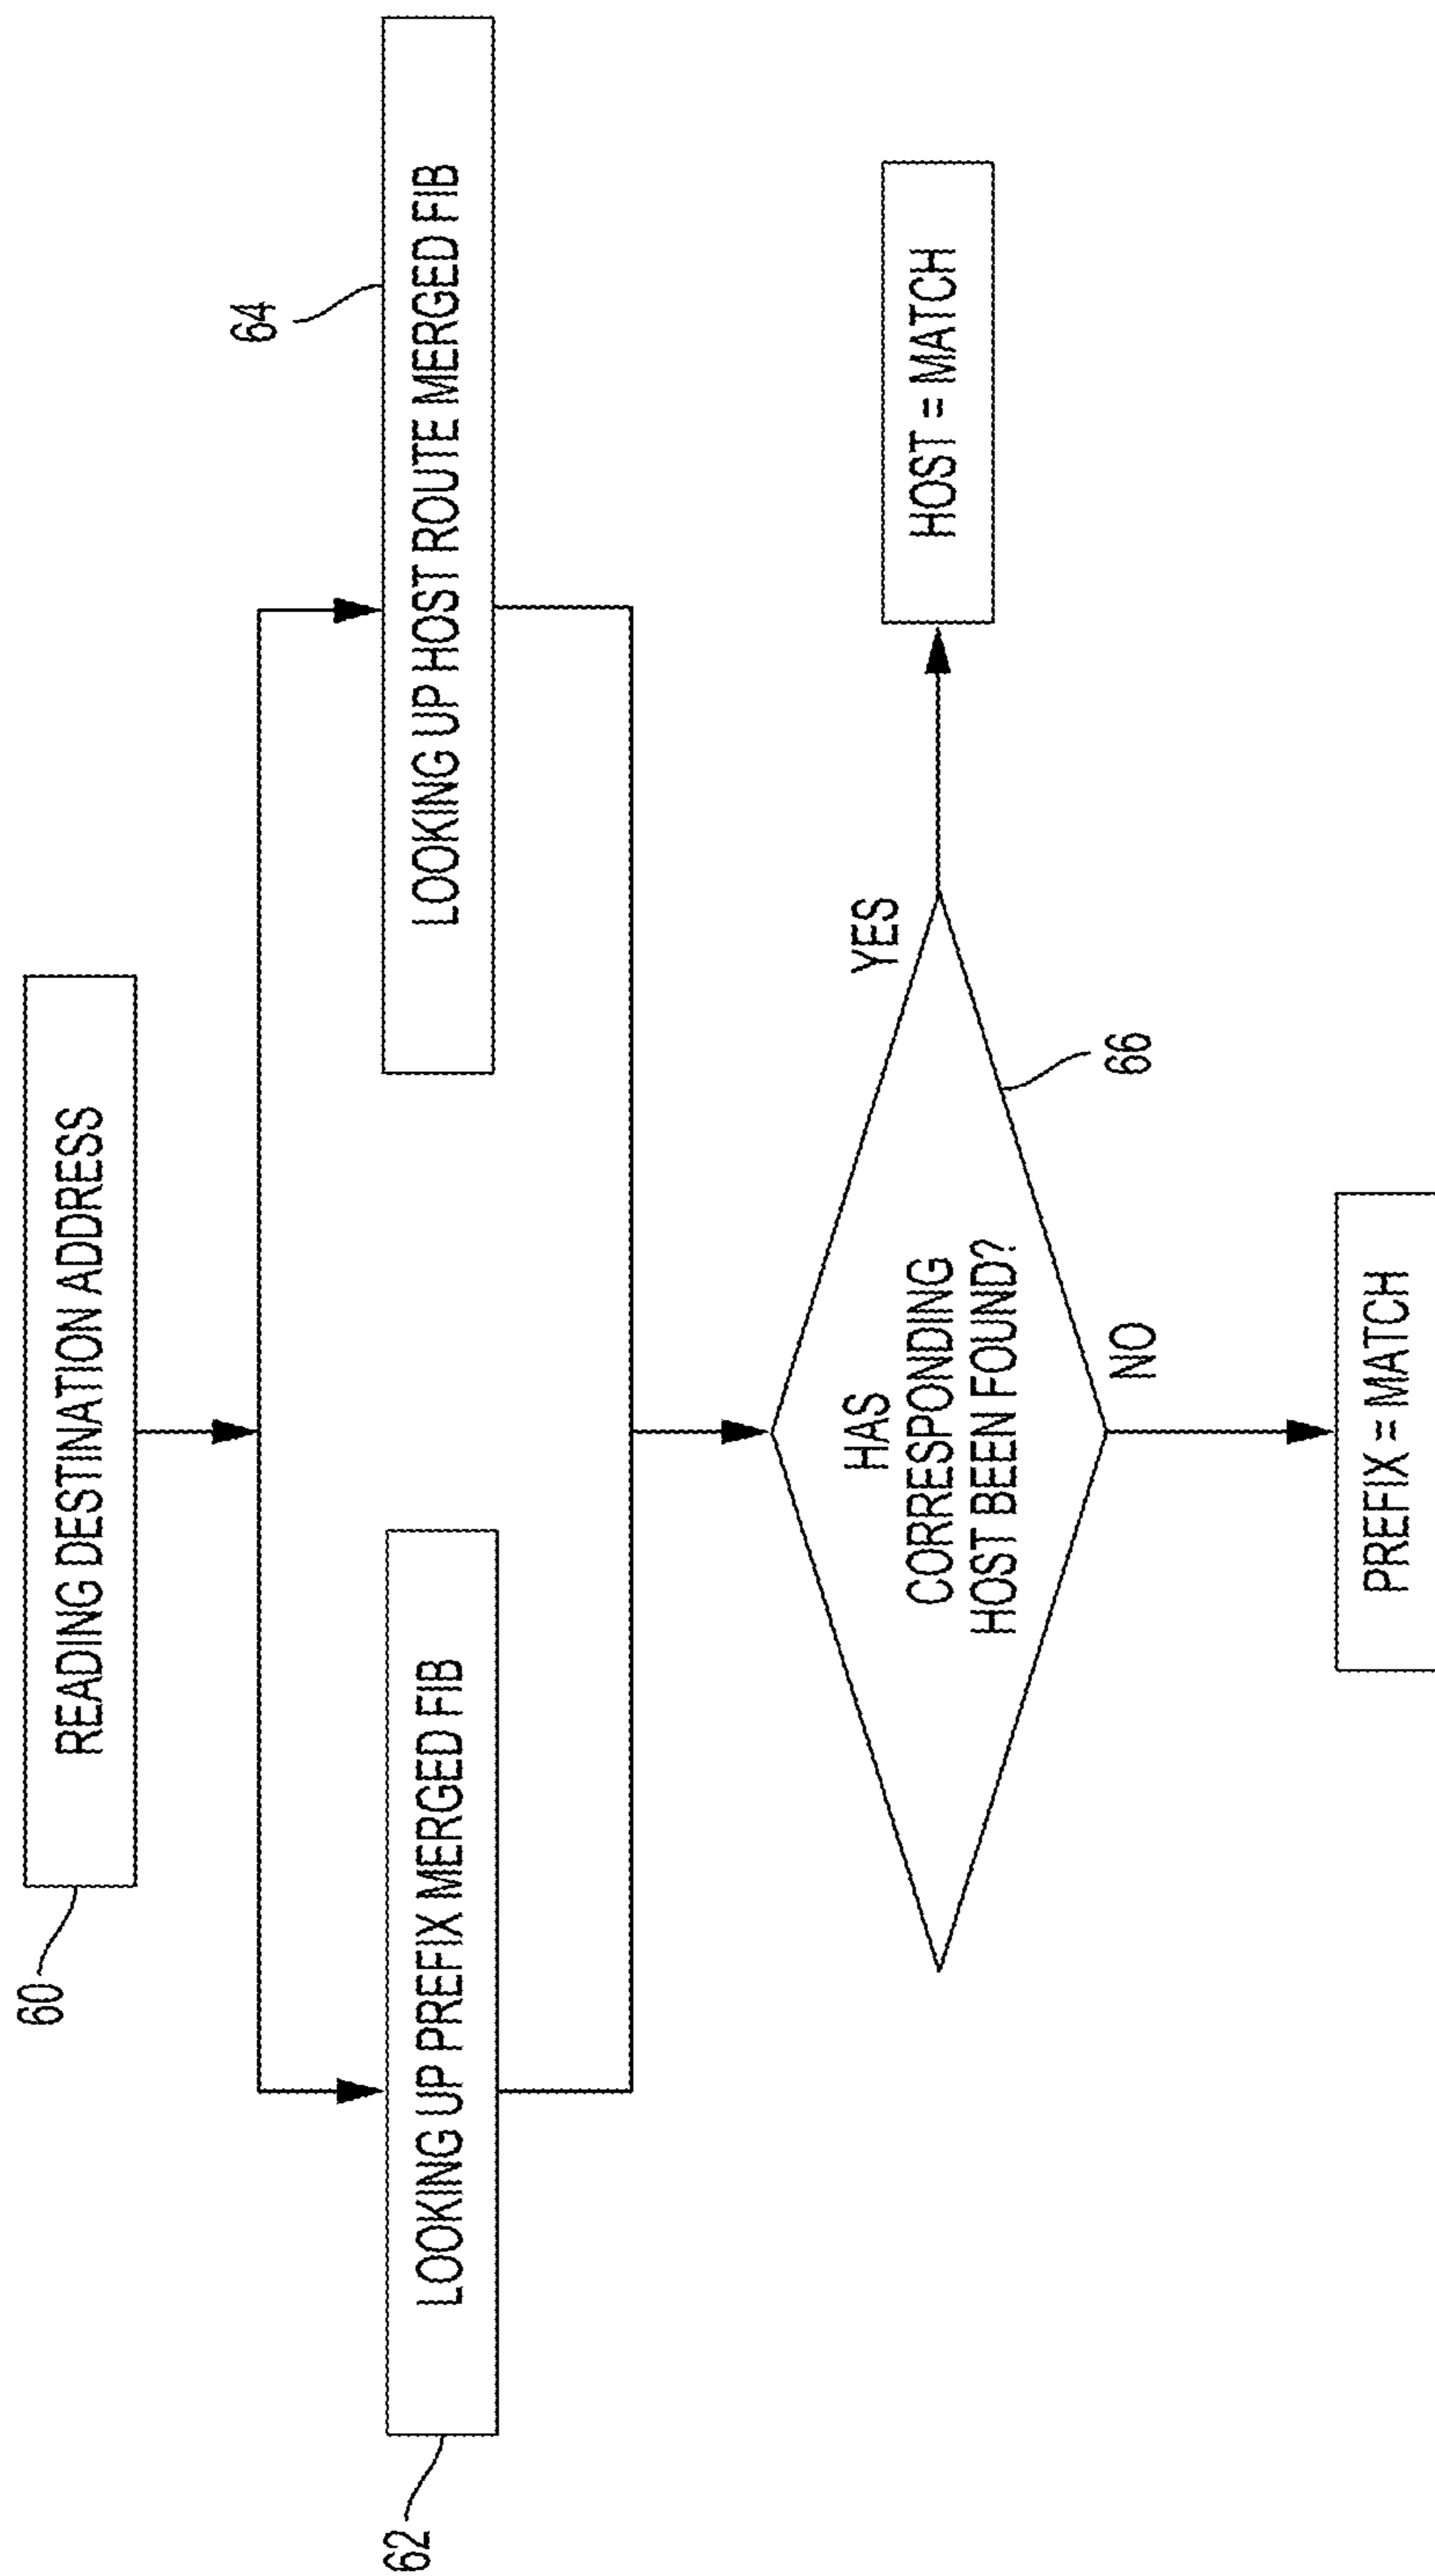 60
READING DESTINATION ADDRESS
62
LOOKING UP PREFIX MERGED FIB
64
LOOKING UP HOST ROUTE MERGED FIB
HAS
CORRESPONDING
HOST BEEN FOUND?
66
YES
HOST = MATCH
NO
PREFIX = MATCH